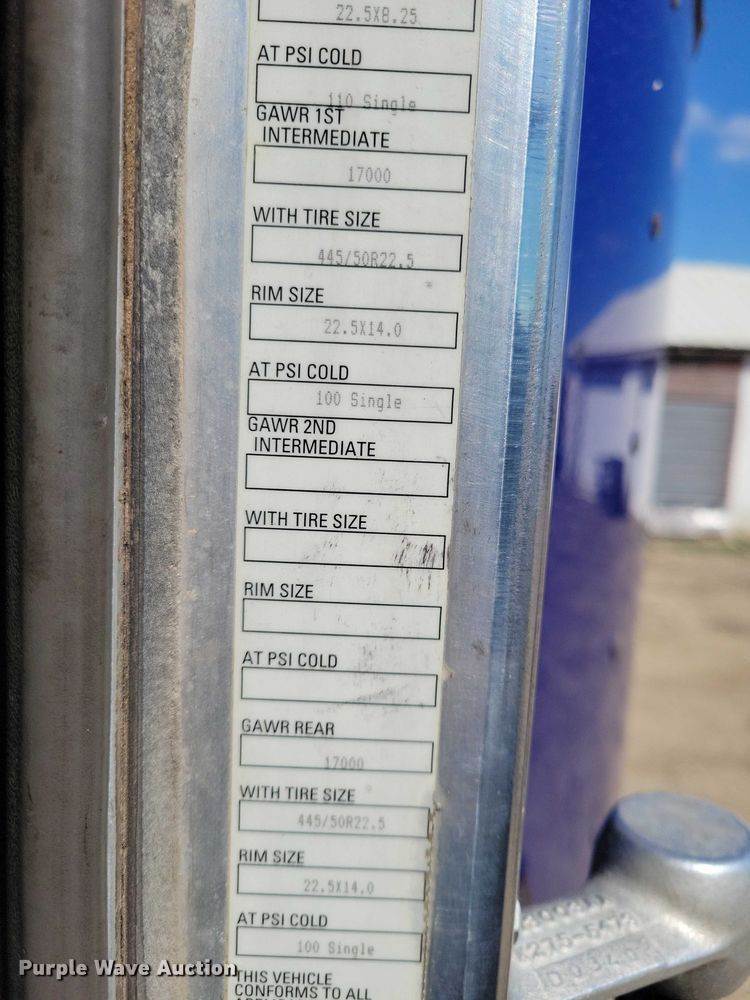 22.5X8.25
AT PSI COLD
110 Single
GAWR 1ST
INTERMEDIATE
17000
WITH TIRE SIZE
445/50R22.5
RIM SIZE
22.5X14.0
AT PSI COLD
100 Single
GAWR 2ND
INTERMEDIATE
WITH TIRE SIZE
RIM SIZE
AT PSI COLD
GAWR REAR
17000
WITH TIRE SIZE
445/50R22.5
RIM SIZE
22.5X14.0
AT PSI COLD
100 Single
THIS VEHICLE
CONFORMS TO ALL
Purple Wave Auction